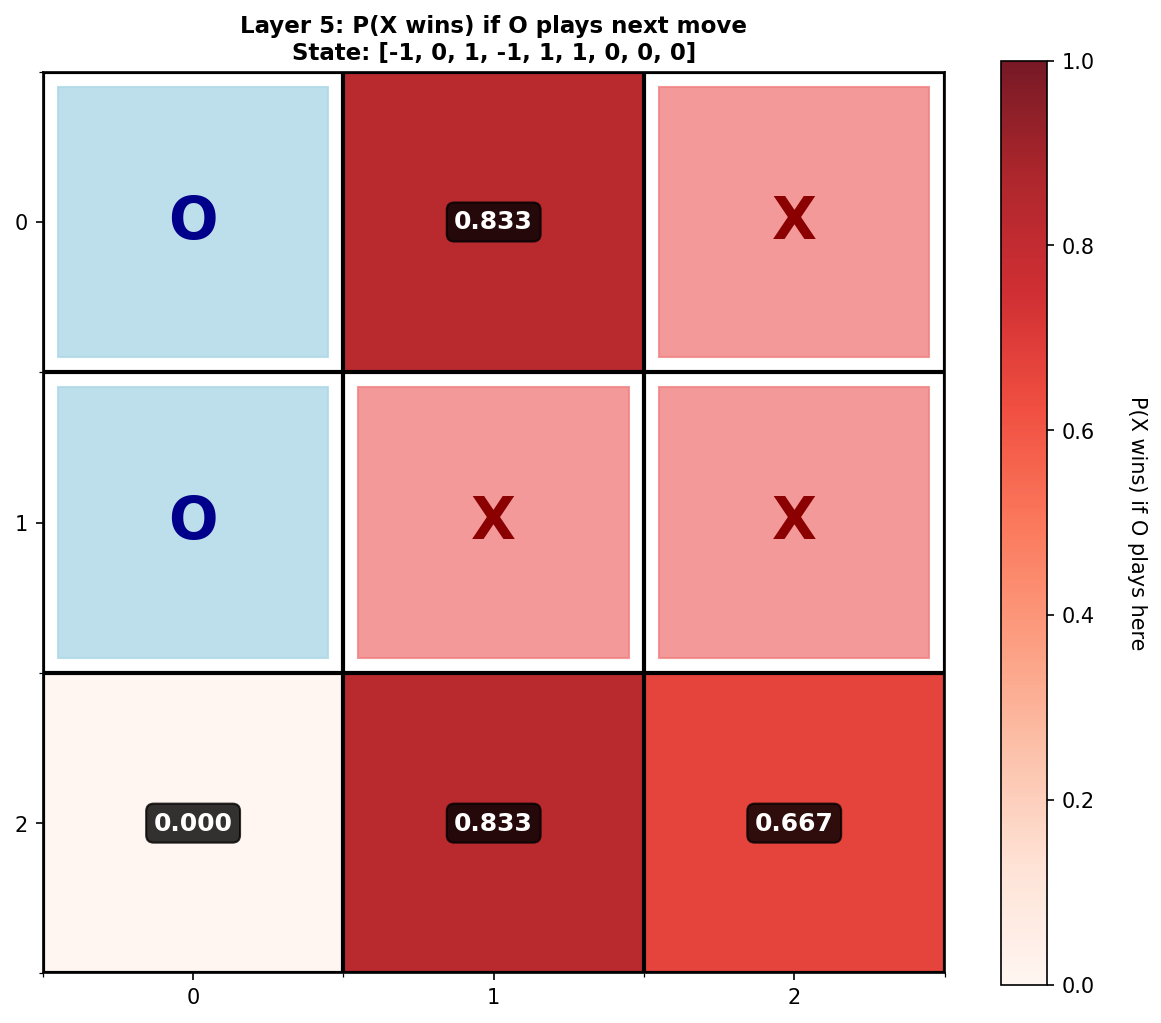 Layer 5: P(X wins) if O plays next move
State: [-1, 0, 1, -1, 1, 1, 0, 0, 0]
O
0.833
X
O
X
X
0.000
0.833
0.667
0
1
2
0
1
2
1.0
0.8
0.6
0.4
0.2
0.0
P(X wins) if O plays here